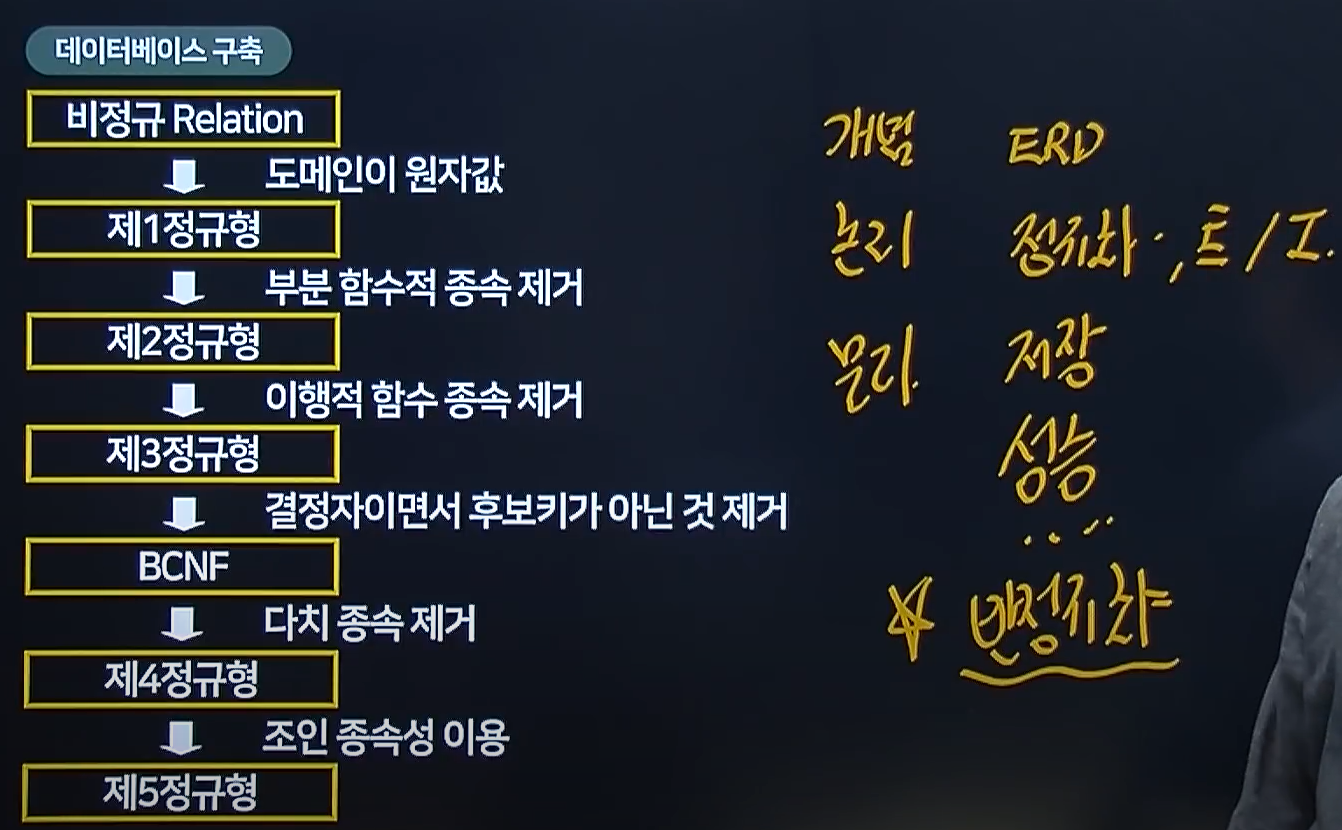 데이터베이스 구축
비정규 Relation
도메인이 원자값
제1정규형
부분 함수적 종속 제거
제2정규형
이행적 함수 종속 제거
제3정규형
결정자이면서 후보키가 아닌 것 제거
BCNF
다치 종속 제거
제4정규형
조인 종속성 이용
제5정규형
개념 ERD
논리 정규화, 트/I.
물리 저장
성능
반정규화